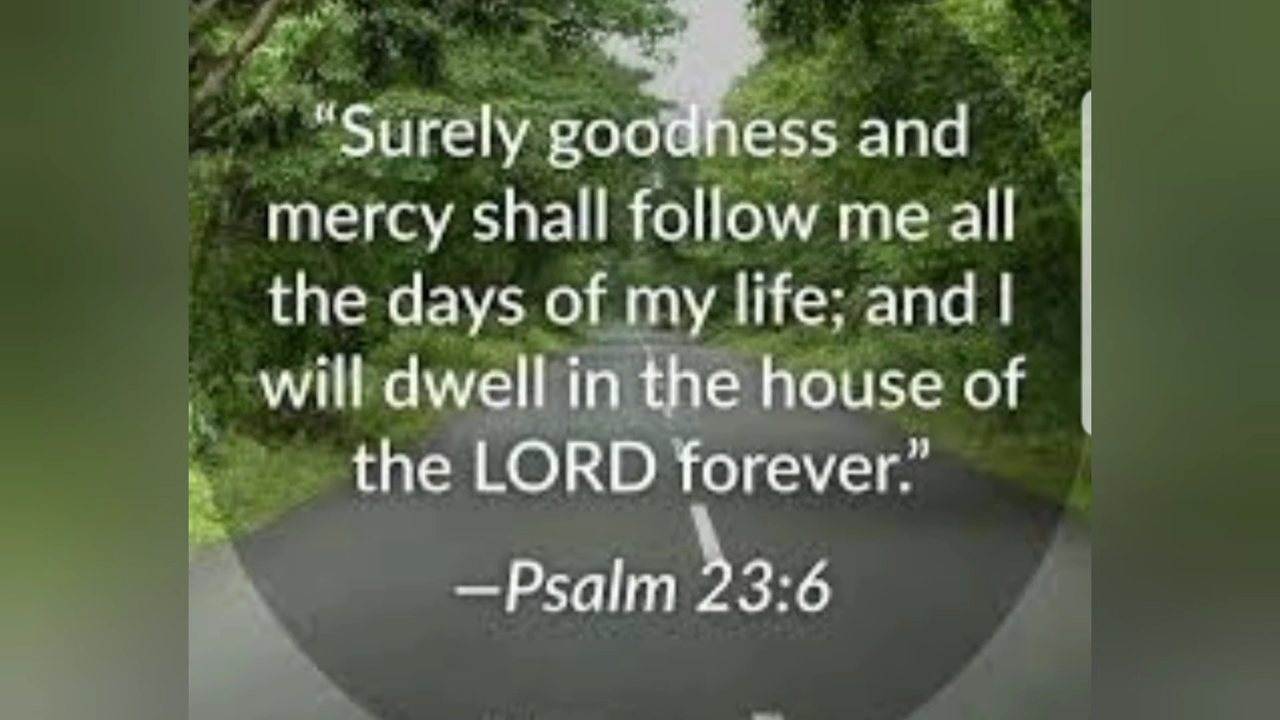 “Surely goodness and
mercy shall follow me all
the days of my life; and I
will dwell in the house of
the LORD forever.”
—Psalm 23:6